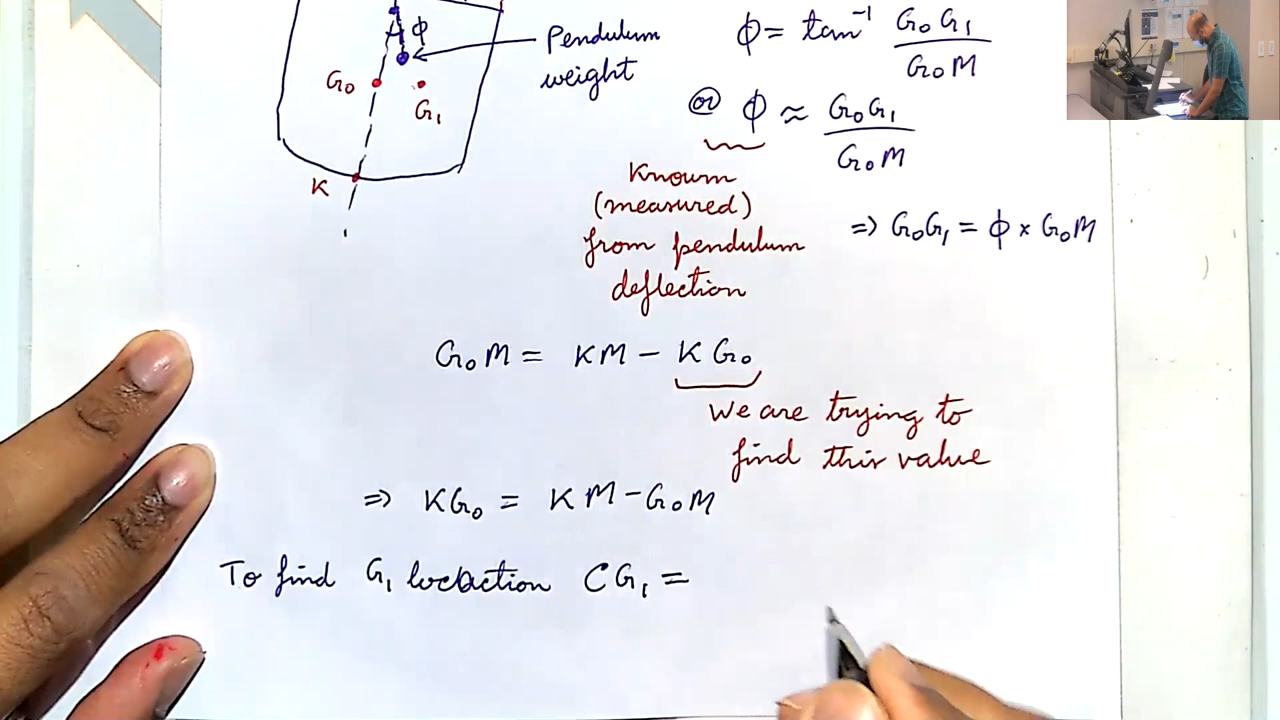 ϕ
Pendulum
weight
G₀
G₁
K
ϕ = tan⁻¹ G₀G₁ / G₀M
or ϕ ≈ G₀G₁ / G₀M
Known
(measured)
from pendulum
deflection
⇒ G₀G₁ = ϕ × G₀M
G₀M = KM – KG₀
We are trying to
find this value
⇒ KG₀ = KM – G₀M
To find G₁ location CG₁ =